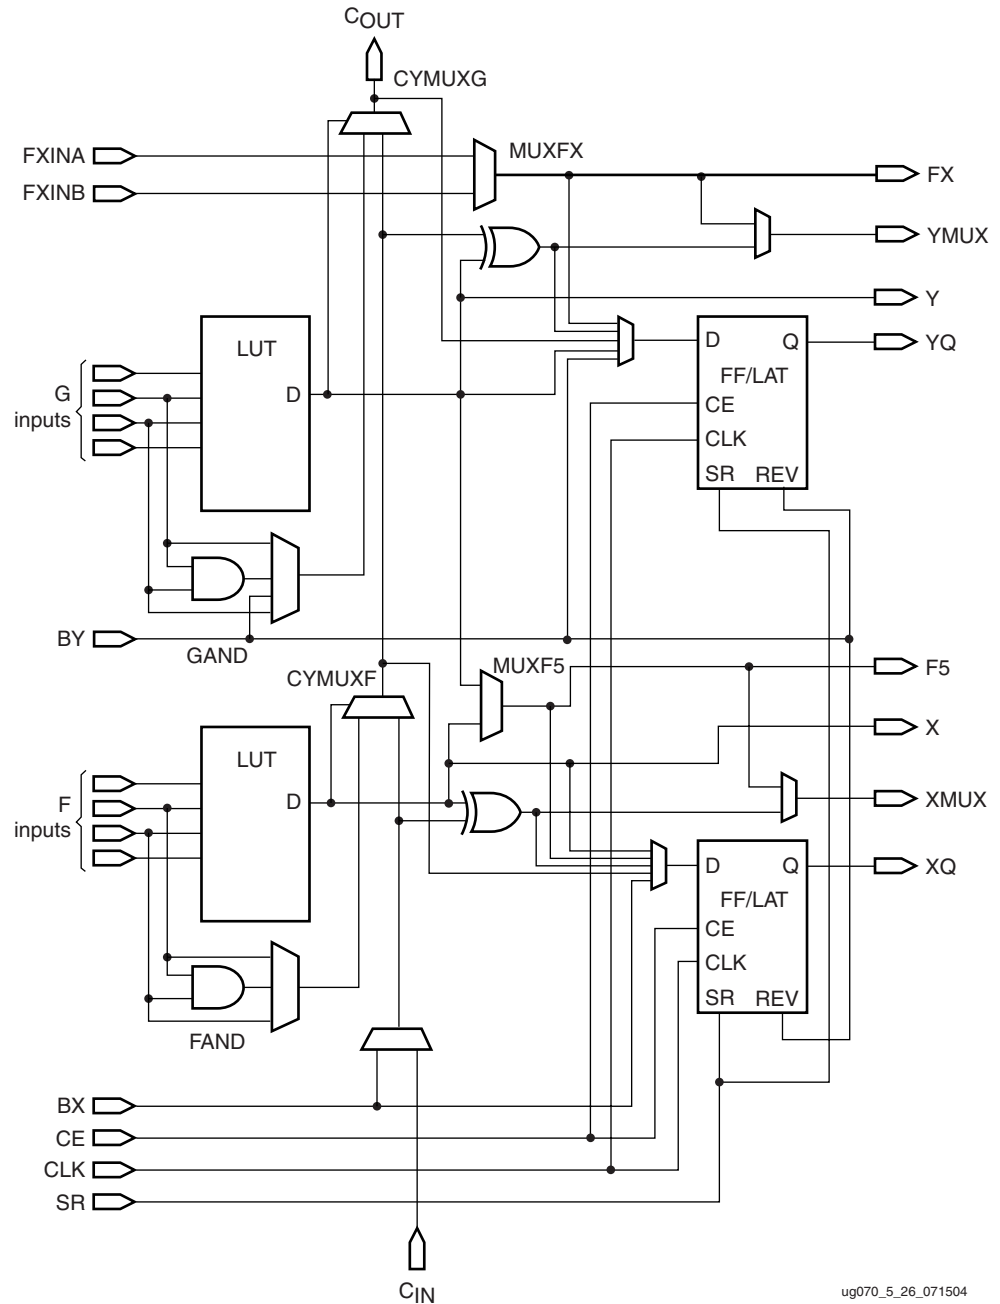 COUT
CYMUXG
FXINA
MUXFX
FX
FXINB
YMUX
Y
LUT
D
Q
YQ
FF/LAT
G
inputs
D
CE
CLK
SR REV
BY
GAND
MUXF5
F5
CYMUXF
X
LUT
F
inputs
D
XMUX
D
Q
XQ
FF/LAT
CE
CLK
SR REV
FAND
BX
CE
CLK
SR
CIN
ug070_5_26_071504